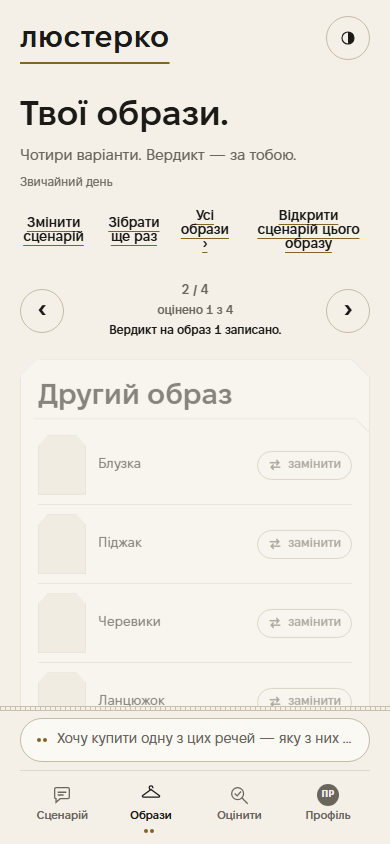 люстерко
Твої образи.
Чотири варіанти. Вердикт — за тобою.
Звичайний день
Змінити
сценарій
Зібрати
ще раз
Усі
образи
›
Відкрити
сценарій цього
образу
‹
2 / 4
оцінено 1 з 4
Вердикт на образ 1 записано.
›
Другий образ
Блузка
замінити
Піджак
замінити
Черевики
замінити
Ланцюжок
замінити
Хочу купити одну з цих речей — яку з них ...
Сценарій
Образи
Оцінити
ПР
Профіль